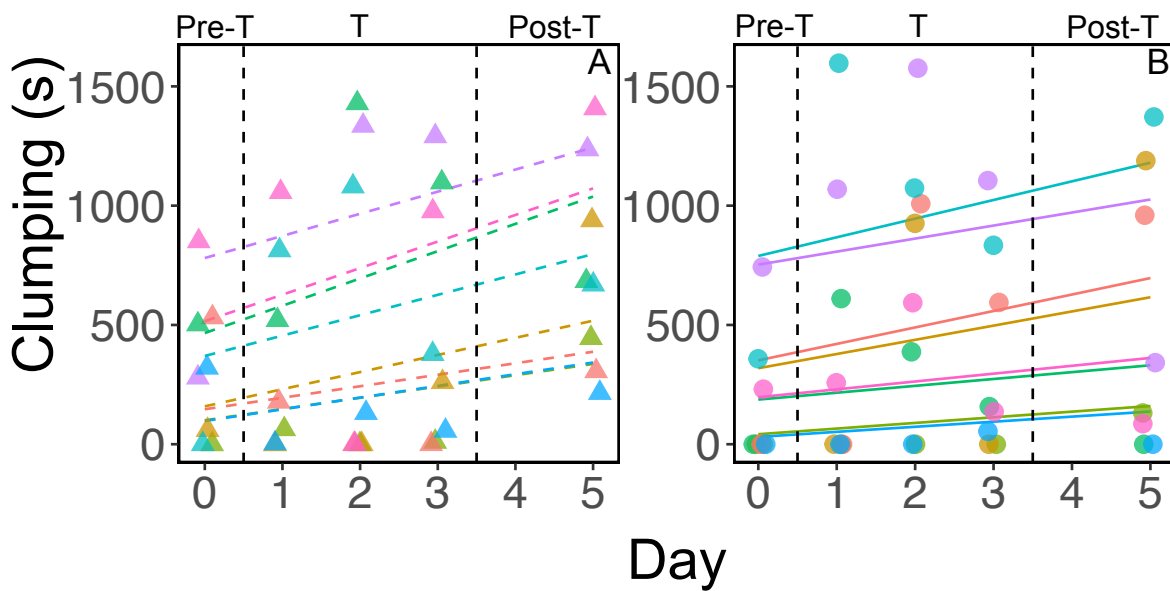 Pre-T T Post-T Pre-T T Post-T
A B
Clumping (s)
1500 1500
1000 1000
500 500
0 0
0 1 2 3 4 5 0 1 2 3 4 5
Day